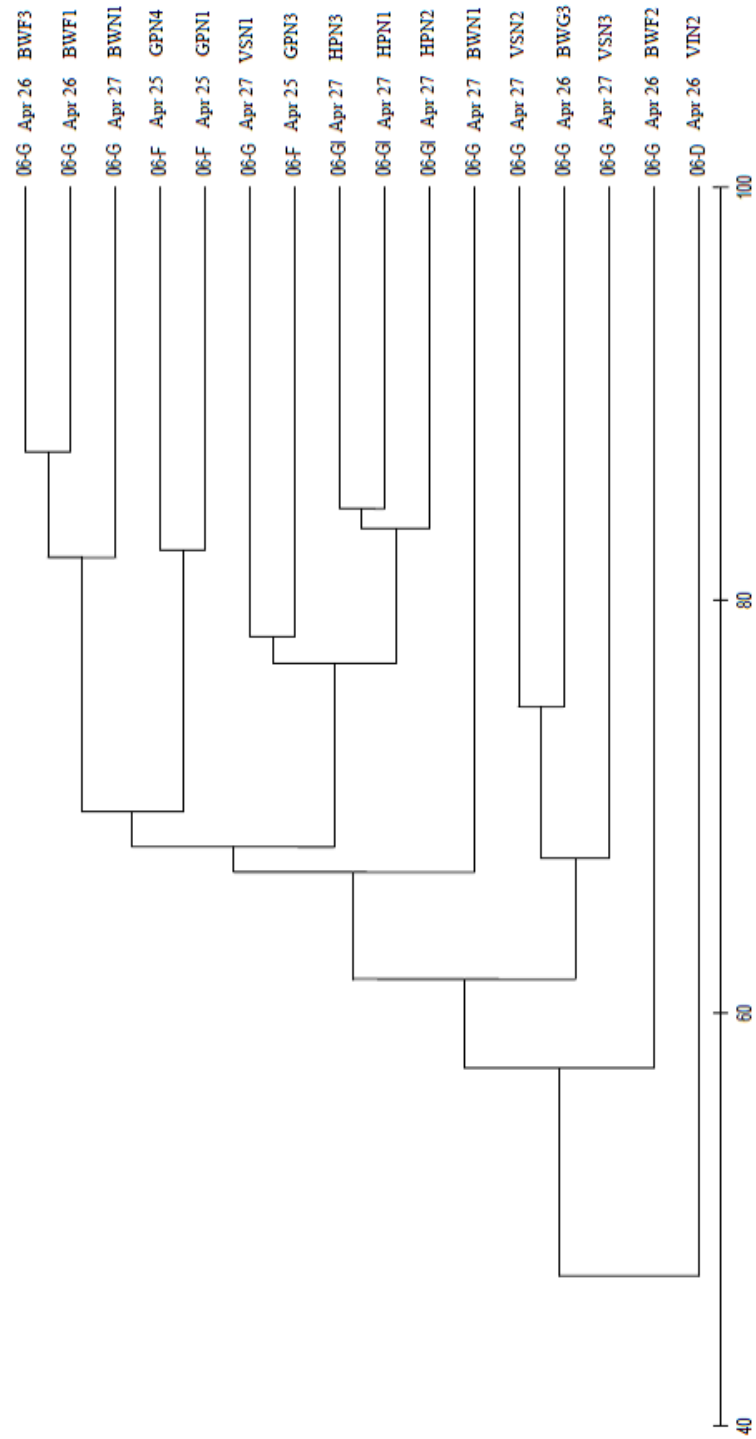 06-G Apr 26 BWF3
06-G Apr 26 BWF1
06-G Apr 27 BWN1
06-F Apr 25 GPN4
06-F Apr 25 GPN1
06-G Apr 27 VSN1
06-F Apr 25 GPN3
06-GI Apr 27 HPN3
06-GI Apr 27 HPN1
06-GI Apr 27 HPN2
06-G Apr 27 BWN1
06-G Apr 27 VSN2
06-G Apr 26 BWG3
06-G Apr 27 VSN3
06-G Apr 26 BWF2
06-D Apr 26 VIN2
40 60 80 100